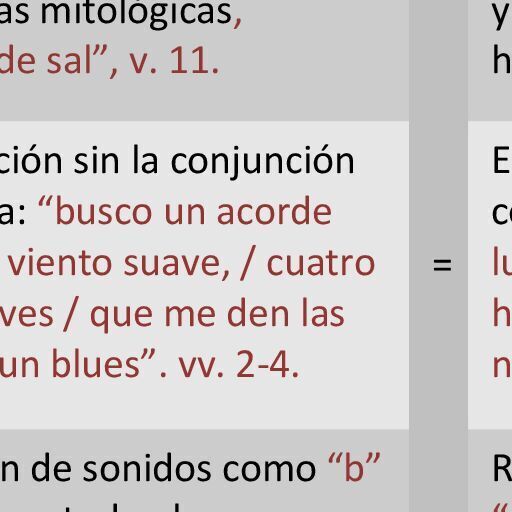 as mitológicas,
de sal”, v. 11.
ción sin la conjunción
a: “busco un acorde
viento suave, / cuatro
ves / que me den las
un blues”. vv. 2-4.
n de sonidos como “b”
=
y
h
E
c
lu
h
n
R
“